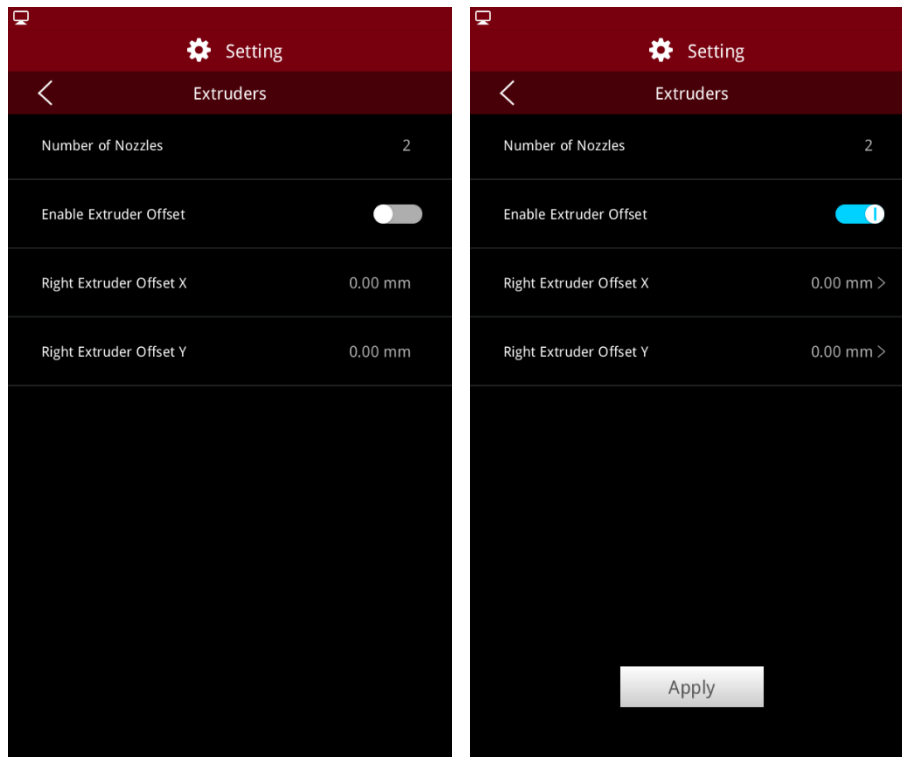 Setting
Extruders
Number of Nozzles 2
Enable Extruder Offset
Right Extruder Offset X 0.00 mm
Right Extruder Offset Y 0.00 mm
Setting
Extruders
Number of Nozzles 2
Enable Extruder Offset
Right Extruder Offset X 0.00 mm >
Right Extruder Offset Y 0.00 mm >
Apply